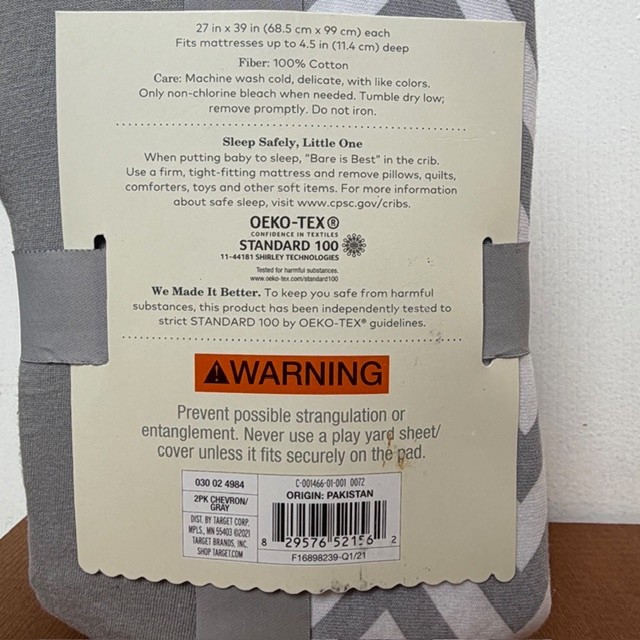 27 in x 39 in (68.5 cm x 99 cm) each
Fits mattresses up to 4.5 in (11.4 cm) deep
Fiber: 100% Cotton
Care: Machine wash cold, delicate, with like colors.
Only non-chlorine bleach when needed. Tumble dry low;
remove promptly. Do not iron.
Sleep Safely, Little One
When putting baby to sleep, "Bare is Best" in the crib.
Use a firm, tight-fitting mattress and remove pillows, quilts,
comforters, toys and other soft items. For more information
about safe sleep, visit www.cpsc.gov/cribs.
OEKO-TEX®
CONFIDENCE IN TEXTILES
STANDARD 100
11-44181 SHIRLEY TECHNOLOGIES
Tested for harmful substances.
www.oeko-tex.com/standard100
We Made It Better. To keep you safe from harmful
substances, this product has been independently tested to
strict STANDARD 100 by OEKO-TEX® guidelines.
WARNING
Prevent possible strangulation or
entanglement. Never use a play yard sheet/
cover unless it fits securely on the pad.
030 02 4984
2PK CHEVRON/
GRAY
DIST. BY TARGET CORP.
MPLS., MN 55403 ©2021
TARGET BRANDS, INC.
SHOP TARGET.COM
C-001466-01-001 0072
ORIGIN: PAKISTAN
8 29576 52156 2
F16898239-Q1/21